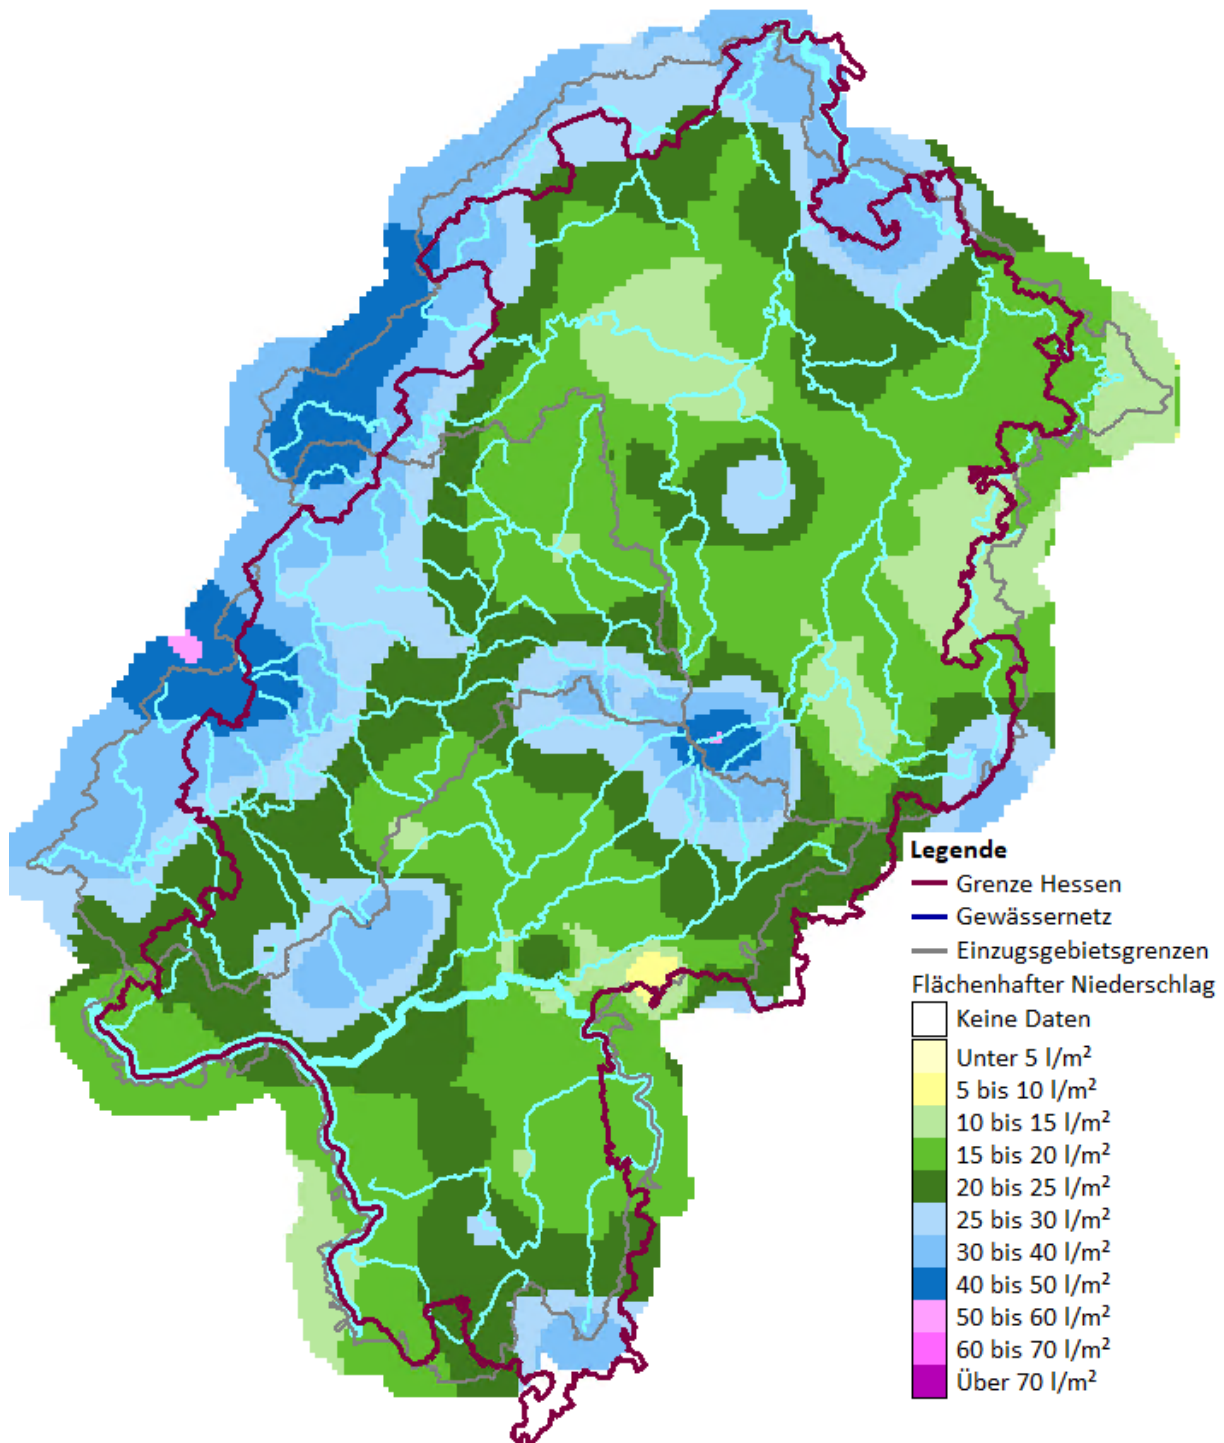 Legende
Grenze Hessen
Gewässernetz
Einzugsgebietsgrenzen
Flächenhafter Niederschlag
Keine Daten
Unter 5 l/m²
5 bis 10 l/m²
10 bis 15 l/m²
15 bis 20 l/m²
20 bis 25 l/m²
25 bis 30 l/m²
30 bis 40 l/m²
40 bis 50 l/m²
50 bis 60 l/m²
60 bis 70 l/m²
Über 70 l/m²